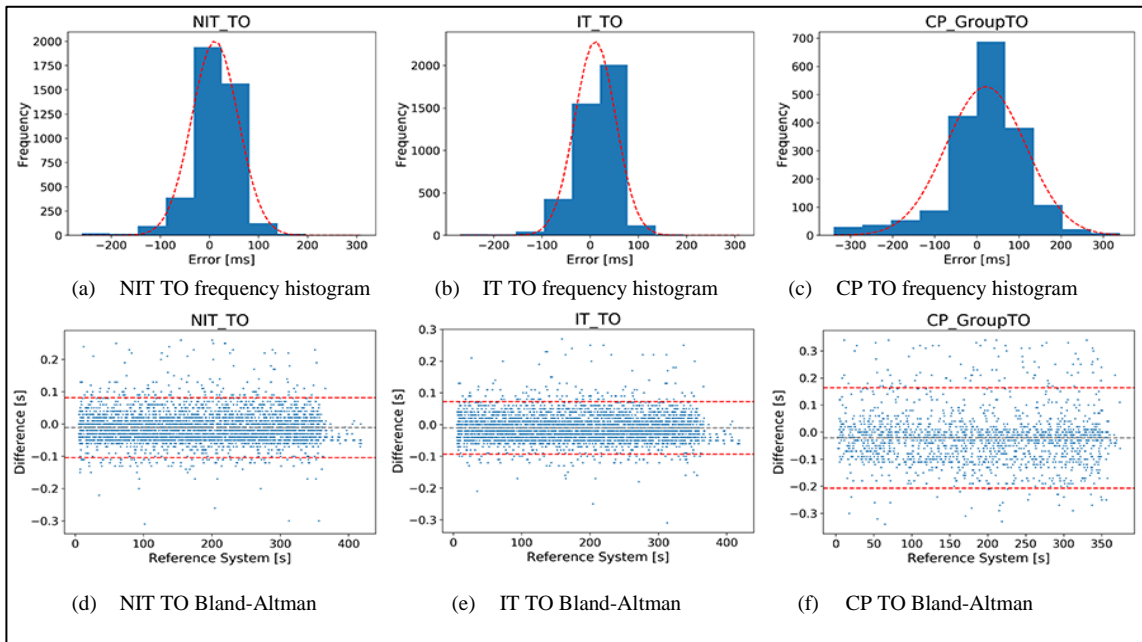 NIT_TO
IT_TO
CP_GroupTO
2000
1750
1500
1250
1000
750
500
250
0
Frequency
−200 −100 0 100 200 300
Error [ms]
2000
1500
1000
500
0
Frequency
−200 −100 0 100 200 300
Error [ms]
700
600
500
400
300
200
100
0
Frequency
−300 −200 −100 0 100 200 300
Error [ms]
(a) NIT TO frequency histogram
(b) IT TO frequency histogram
(c) CP TO frequency histogram
NIT_TO
IT_TO
CP_GroupTO
0.2
0.1
0.0
−0.1
−0.2
−0.3
Difference [s]
0 100 200 300 400
Reference System [s]
0.3
0.2
0.1
0.0
−0.1
−0.2
−0.3
Difference [s]
0 100 200 300 400
Reference System [s]
0.3
0.2
0.1
0.0
−0.1
−0.2
−0.3
Difference [s]
0 50 100 150 200 250 300 350
Reference System [s]
(d) NIT TO Bland-Altman
(e) IT TO Bland-Altman
(f) CP TO Bland-Altman